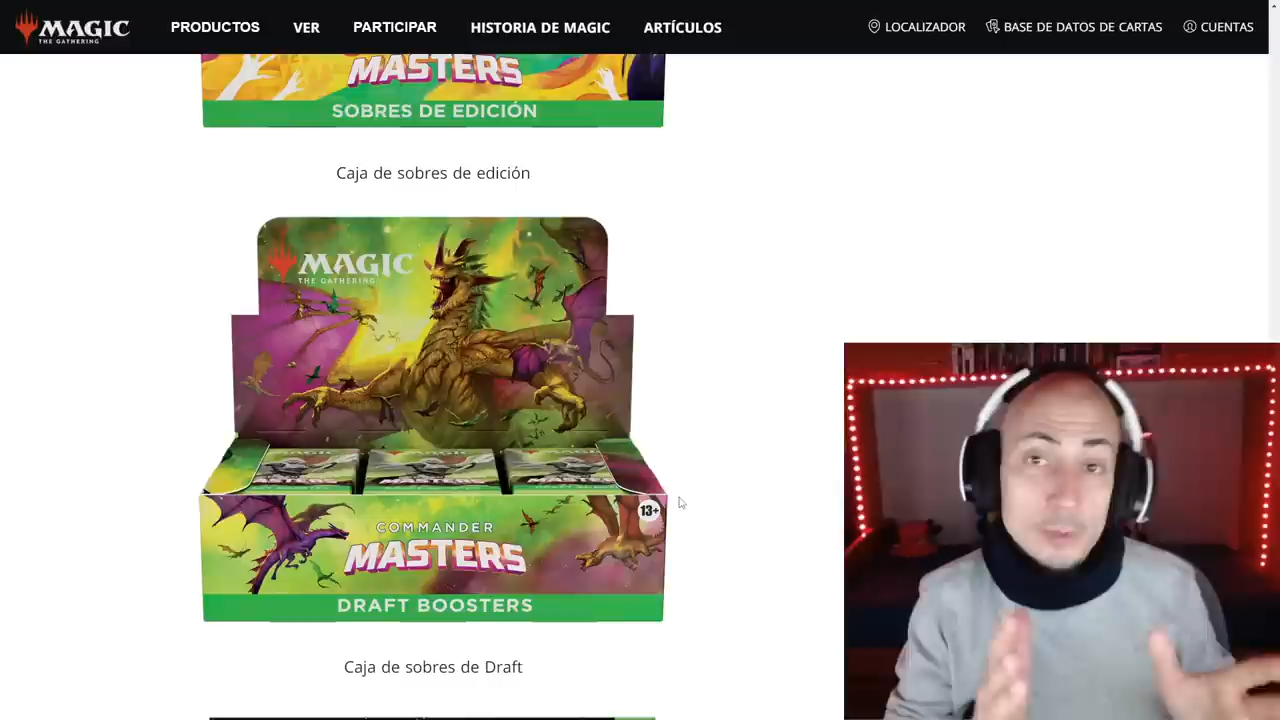 MAGIC
THE GATHERING
PRODUCTOS
VER
PARTICIPAR
HISTORIA DE MAGIC
ARTÍCULOS
LOCALIZADOR
BASE DE DATOS DE CARTAS
CUENTAS
MASTERS
SOBRES DE EDICIÓN
Caja de sobres de edición
MAGIC
THE GATHERING
13+
COMMANDER
MASTERS
DRAFT BOOSTERS
Caja de sobres de Draft